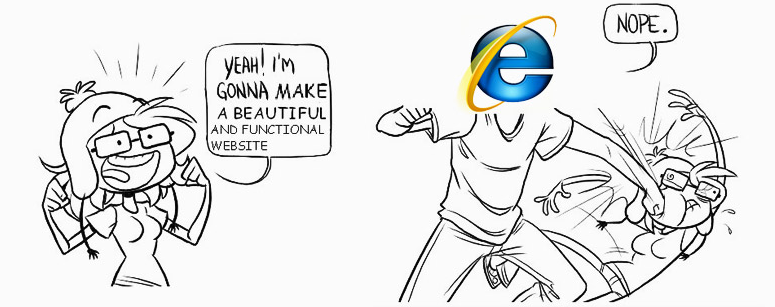 YEAH! I'M
GONNA MAKE
A BEAUTIFUL
AND FUNCTIONAL
WEBSITE
NOPE.